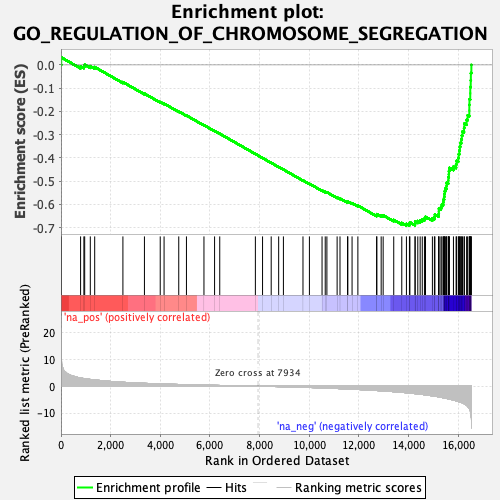 Enrichment plot:
GO_REGULATION_OF_CHROMOSOME_SEGREGATION
Enrichment score (ES)
0.0
-0.1
-0.2
-0.3
-0.4
-0.5
-0.6
-0.7
'na_pos' (positively correlated)
Ranked list metric (PreRanked)
20
10
0
-10
Zero cross at 7934
'na_neg' (negatively correlated)
0
2,000
4,000
6,000
8,000
10,000
12,000
14,000
16,000
Rank in Ordered Dataset
Enrichment profile
Hits
Ranking metric scores